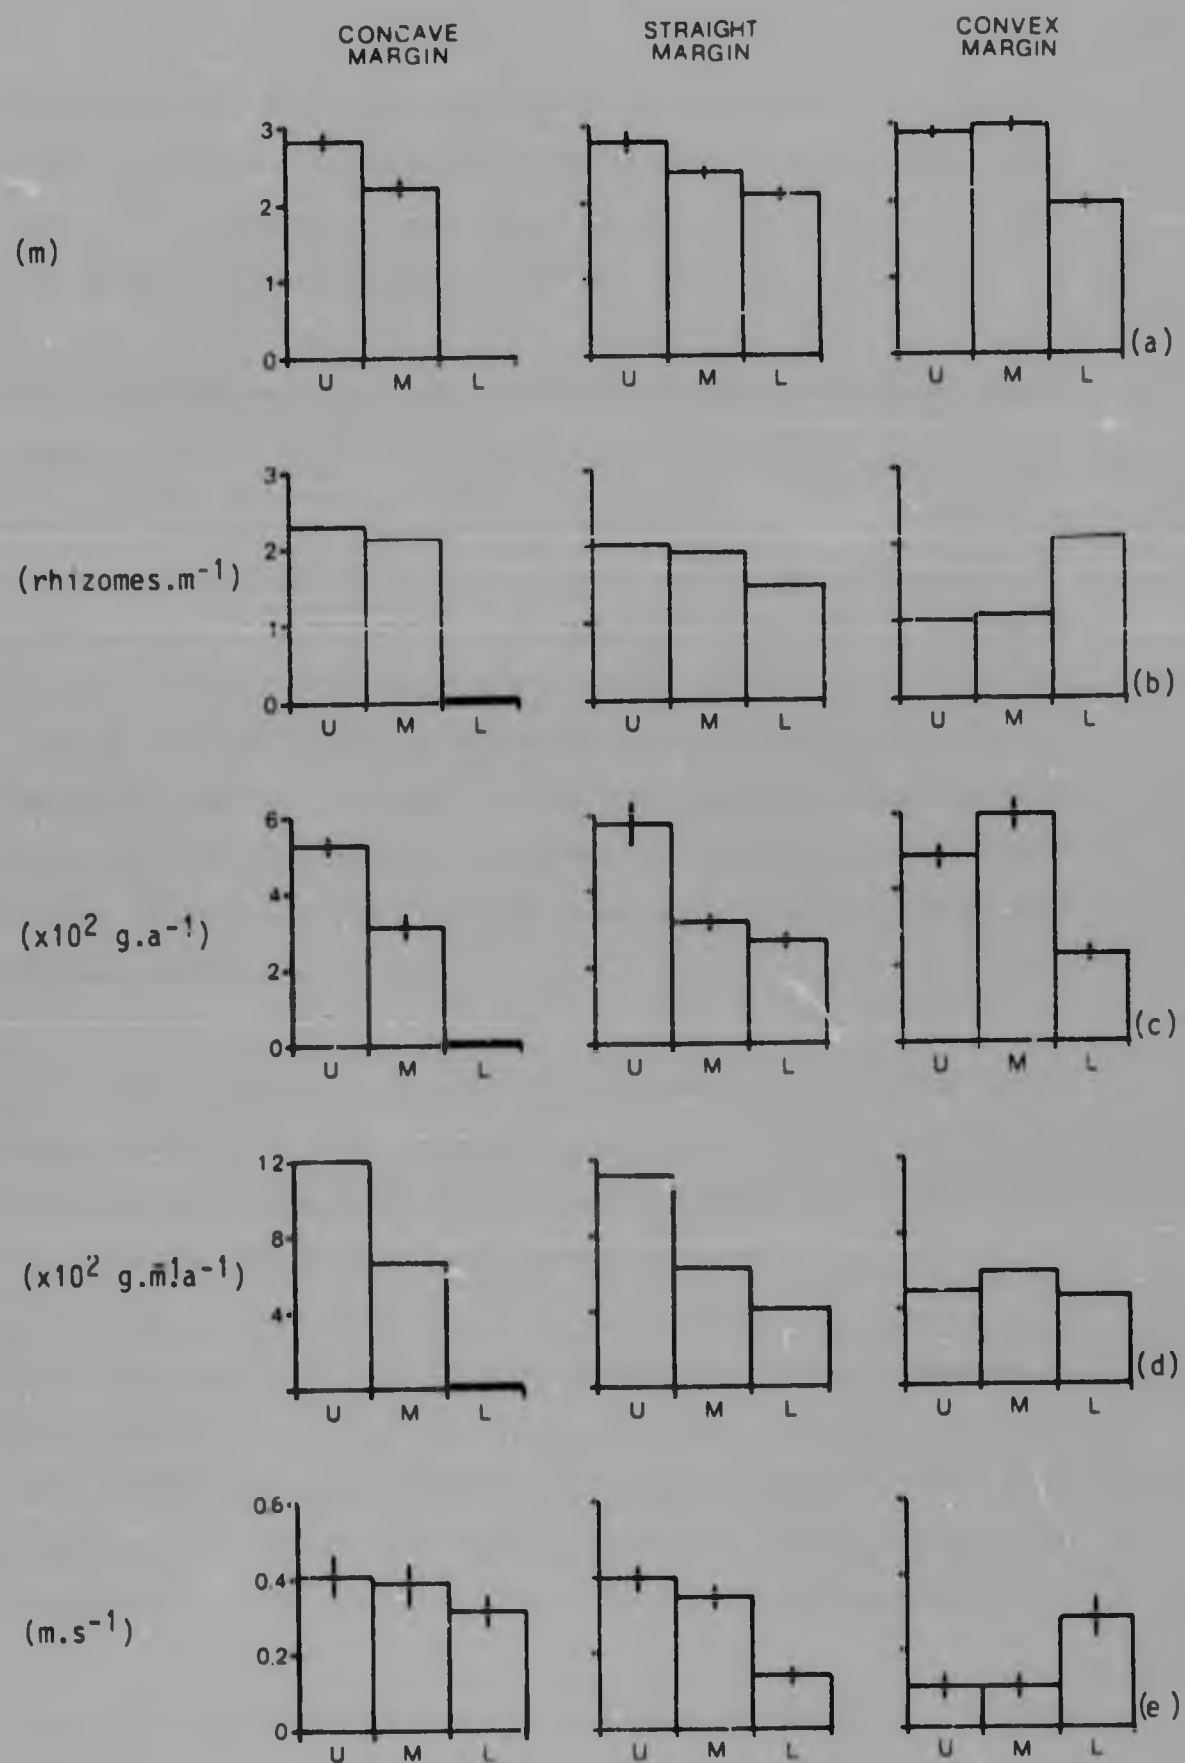 CONCAVE MARGIN
STRAIGHT MARGIN
CONVEX MARGIN
(m)
3
2
1
0
U M L
U M L
U M L
(a)
(rhizomes.m⁻¹)
3
2
1
0
U M L
U M L
U M L
(b)
(x10² g.a⁻¹)
6
4
2
0
U M L
U M L
U M L
(c)
(x10² g.m⁻¹.a⁻¹)
12
8
4
U M L
U M L
U M L
(d)
(m.s⁻¹)
0.6
0.4
0.2
0
U M L
U M L
U M L
(e)